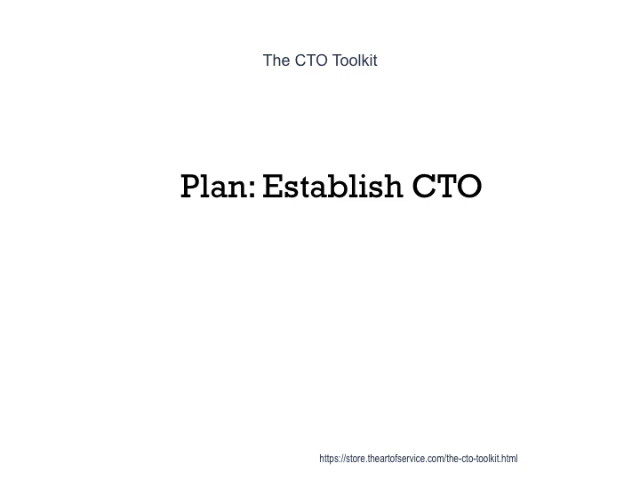 The CTO Toolkit
Plan: Establish CTO
https://store.theartofservice.com/the-cto-toolkit.html